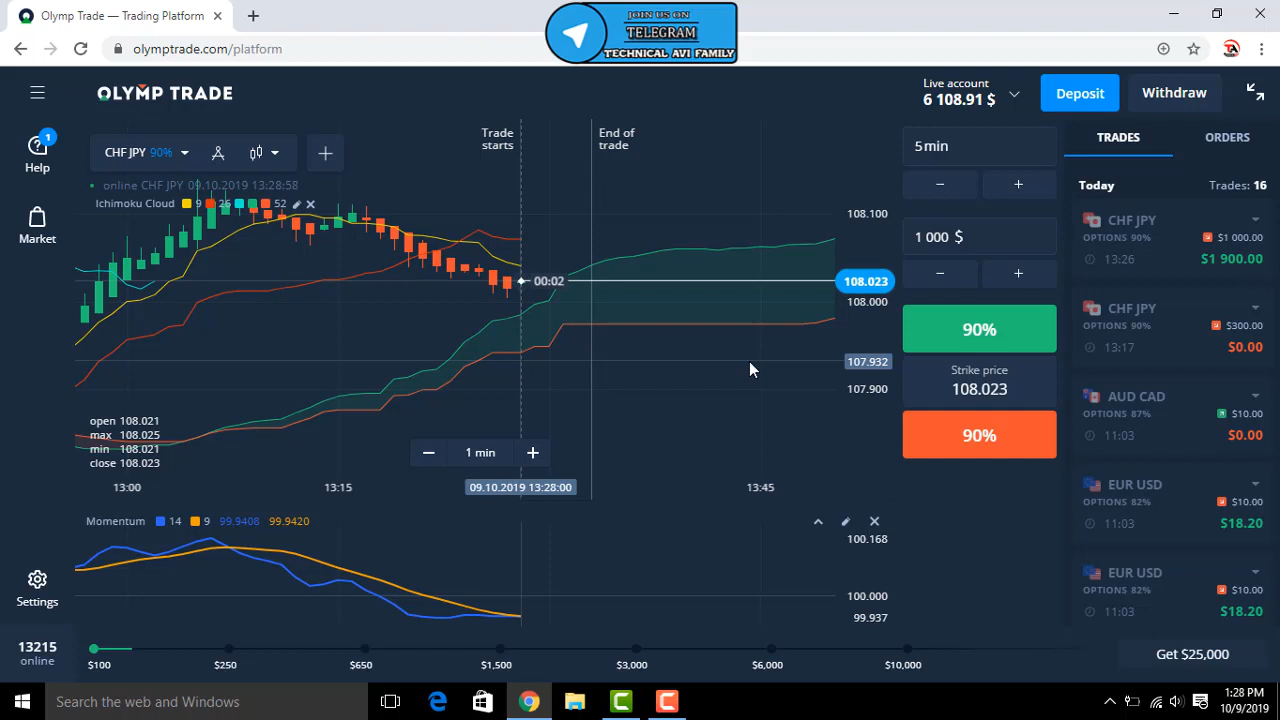 Olymp Trade — Trading Platform
JOIN US ON
TELEGRAM
TECHNICAL AVI FAMILY
olymptrade.com/platform
OLYMP TRADE
Live account
6 108.91 $
Deposit
Withdraw
1
Help
Market
Settings
13215
online
CHF JPY 90%
online CHF JPY 09.10.2019 13:28:58
Ichimoku Cloud 9 26 52
Trade
starts
End of
trade
00:02
108.100
108.023
108.000
107.932
107.900
open 108.021
max 108.025
min 108.021
close 108.023
1 min
13:00
13:15
09.10.2019 13:28:00
13:45
Momentum 14 9 99.9408 99.9420
100.168
100.000
99.937
5min
1 000 $
90%
Strike price
108.023
90%
TRADES
ORDERS
Today
Trades: 16
CHF JPY
OPTIONS 90% $1 000.00
13:26 $1 900.00
CHF JPY
OPTIONS 90% $300.00
13:17 $0.00
AUD CAD
OPTIONS 87% $10.00
11:03 $0.00
EUR USD
OPTIONS 82% $10.00
11:03 $18.20
EUR USD
OPTIONS 82% $10.00
11:03 $18.20
$100
$250
$650
$1,500
$3,000
$6,000
$10,000
Get $25,000
Search the web and Windows
1:28 PM
10/9/2019